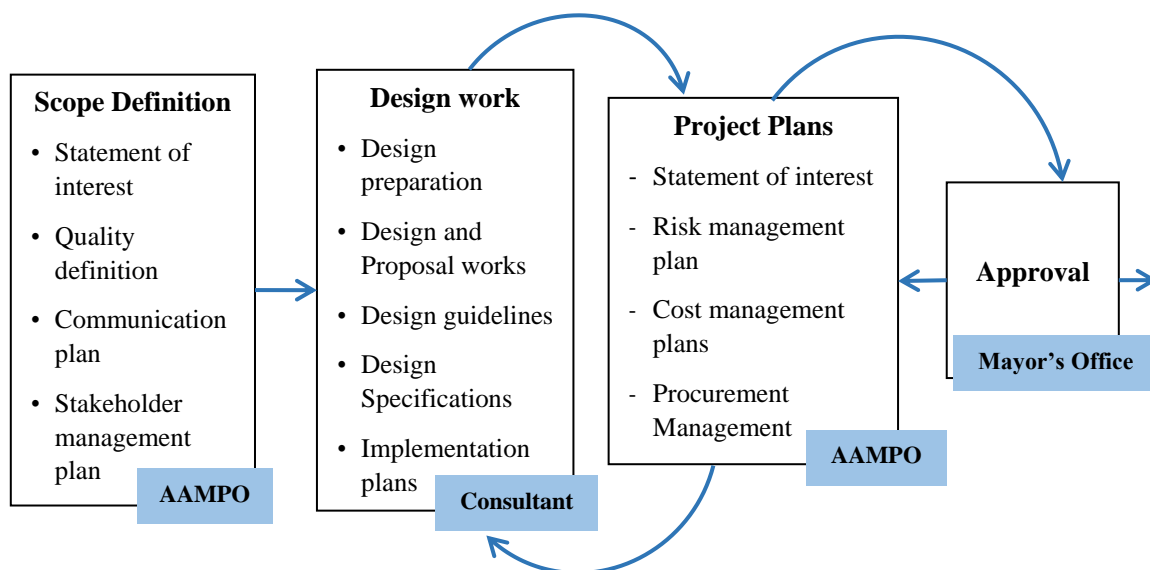 Scope Definition
• Statement of
interest
• Quality
definition
• Communication
plan
• Stakeholder
management
plan
AAMPO
Design work
• Design
preparation
• Design and
Proposal works
• Design guidelines
• Design
Specifications
• Implementation
plans
Consultant
Project Plans
- Statement of interest
- Risk management
plan
- Cost management
plans
- Procurement
Management
AAMPO
Approval
Mayor’s Office